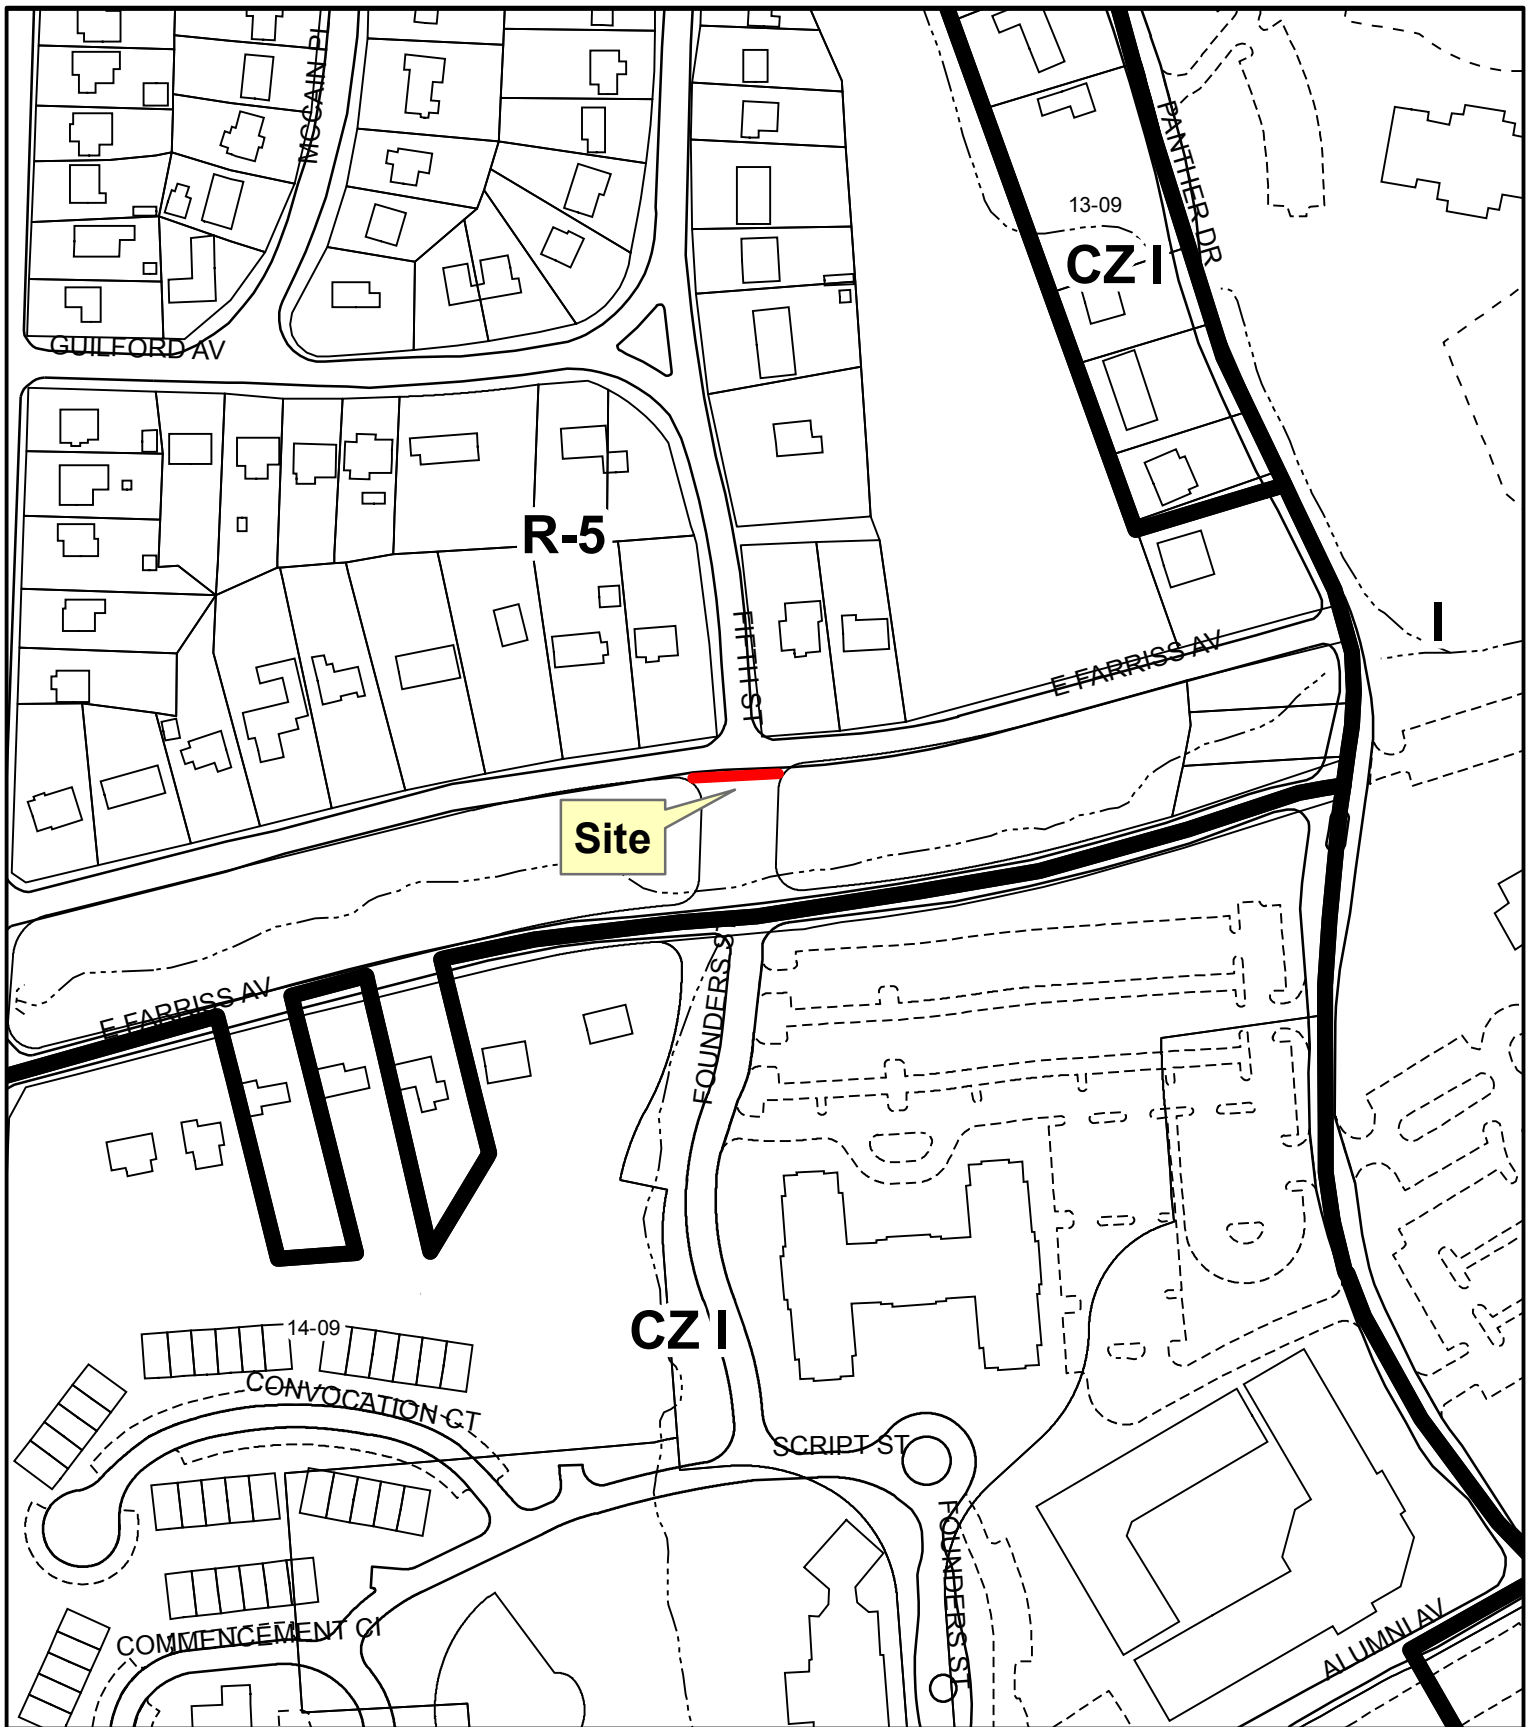 MCCAIN PL
PANTHER DR
13-09
CZ I
GUILFORD AV
R-5
I
FIFTH ST
E FARRISS AV
Site
E FARRISS AV
FOUNDERS S
CZ I
14-09
CONVOCATION CT
SCRIPT ST
FOUNDERS ST
COMMENCEMENT CI
ALUMNI AV